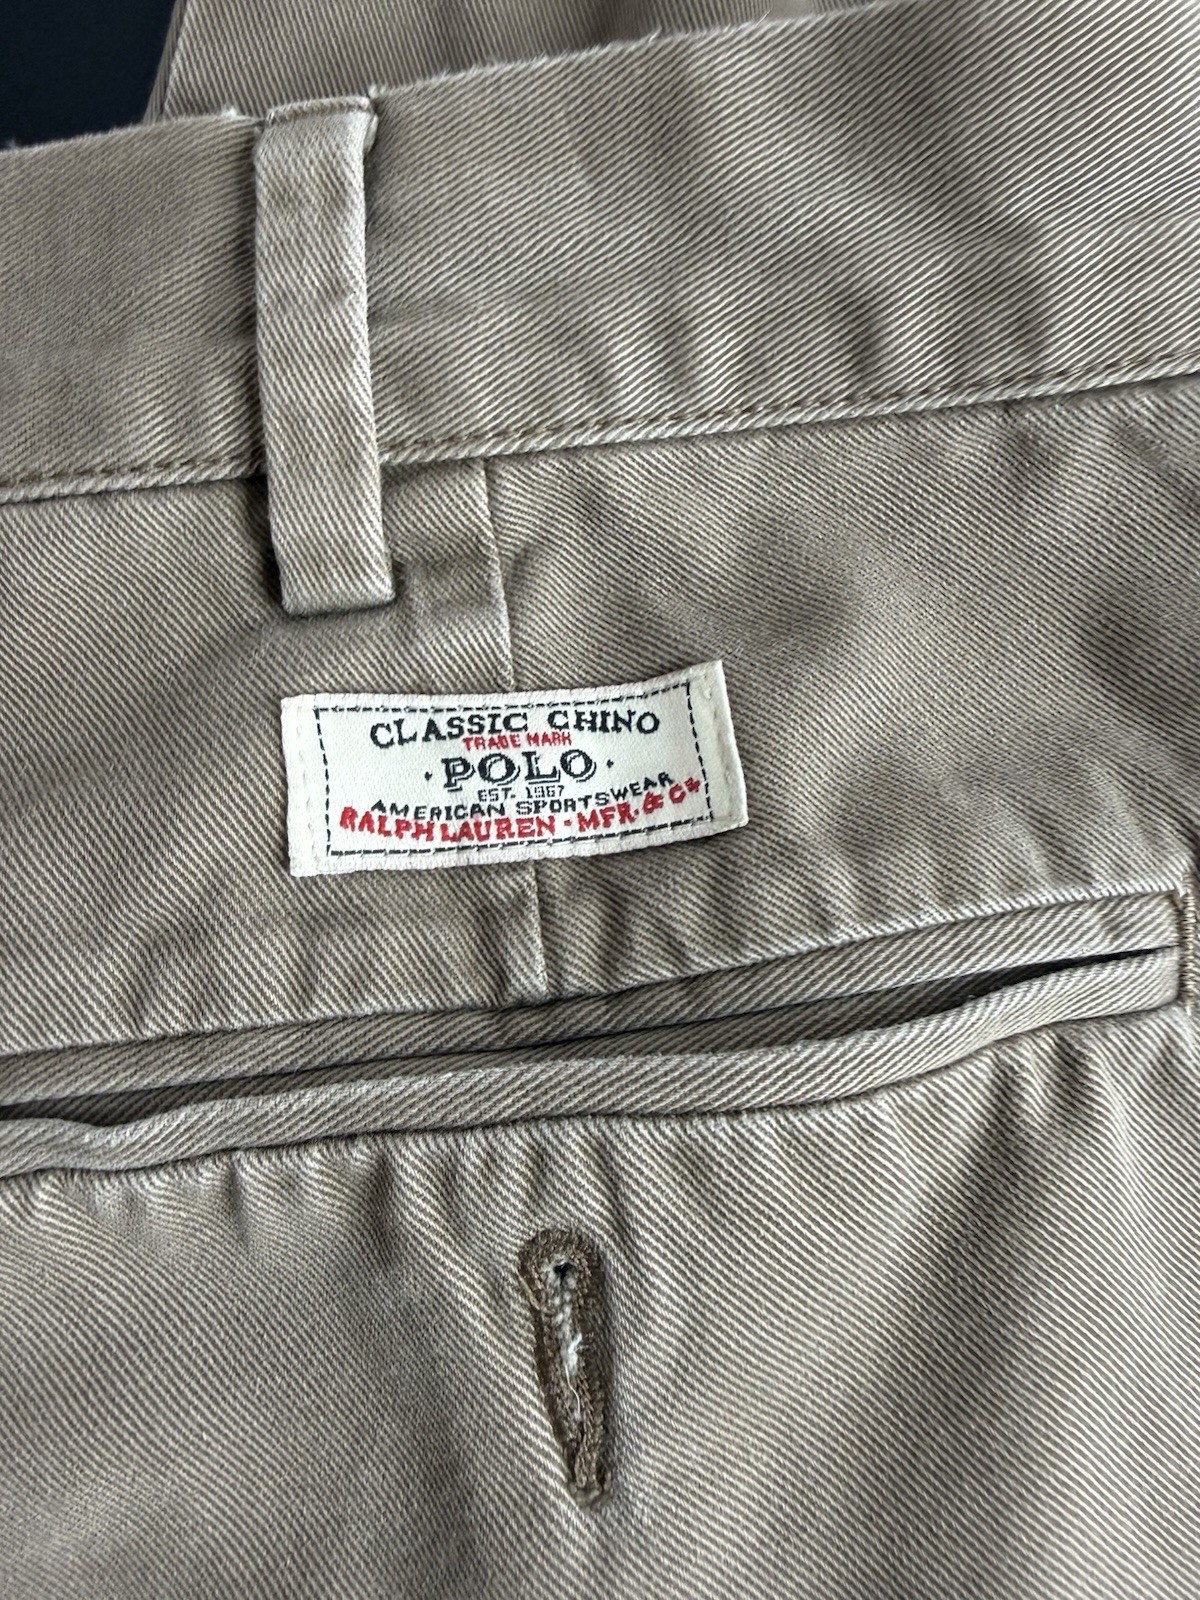 CLASSIC CHINO
TRADE MARK
· POLO ·
EST. 1967
AMERICAN SPORTSWEAR
RALPH LAUREN - MFR. & Co.